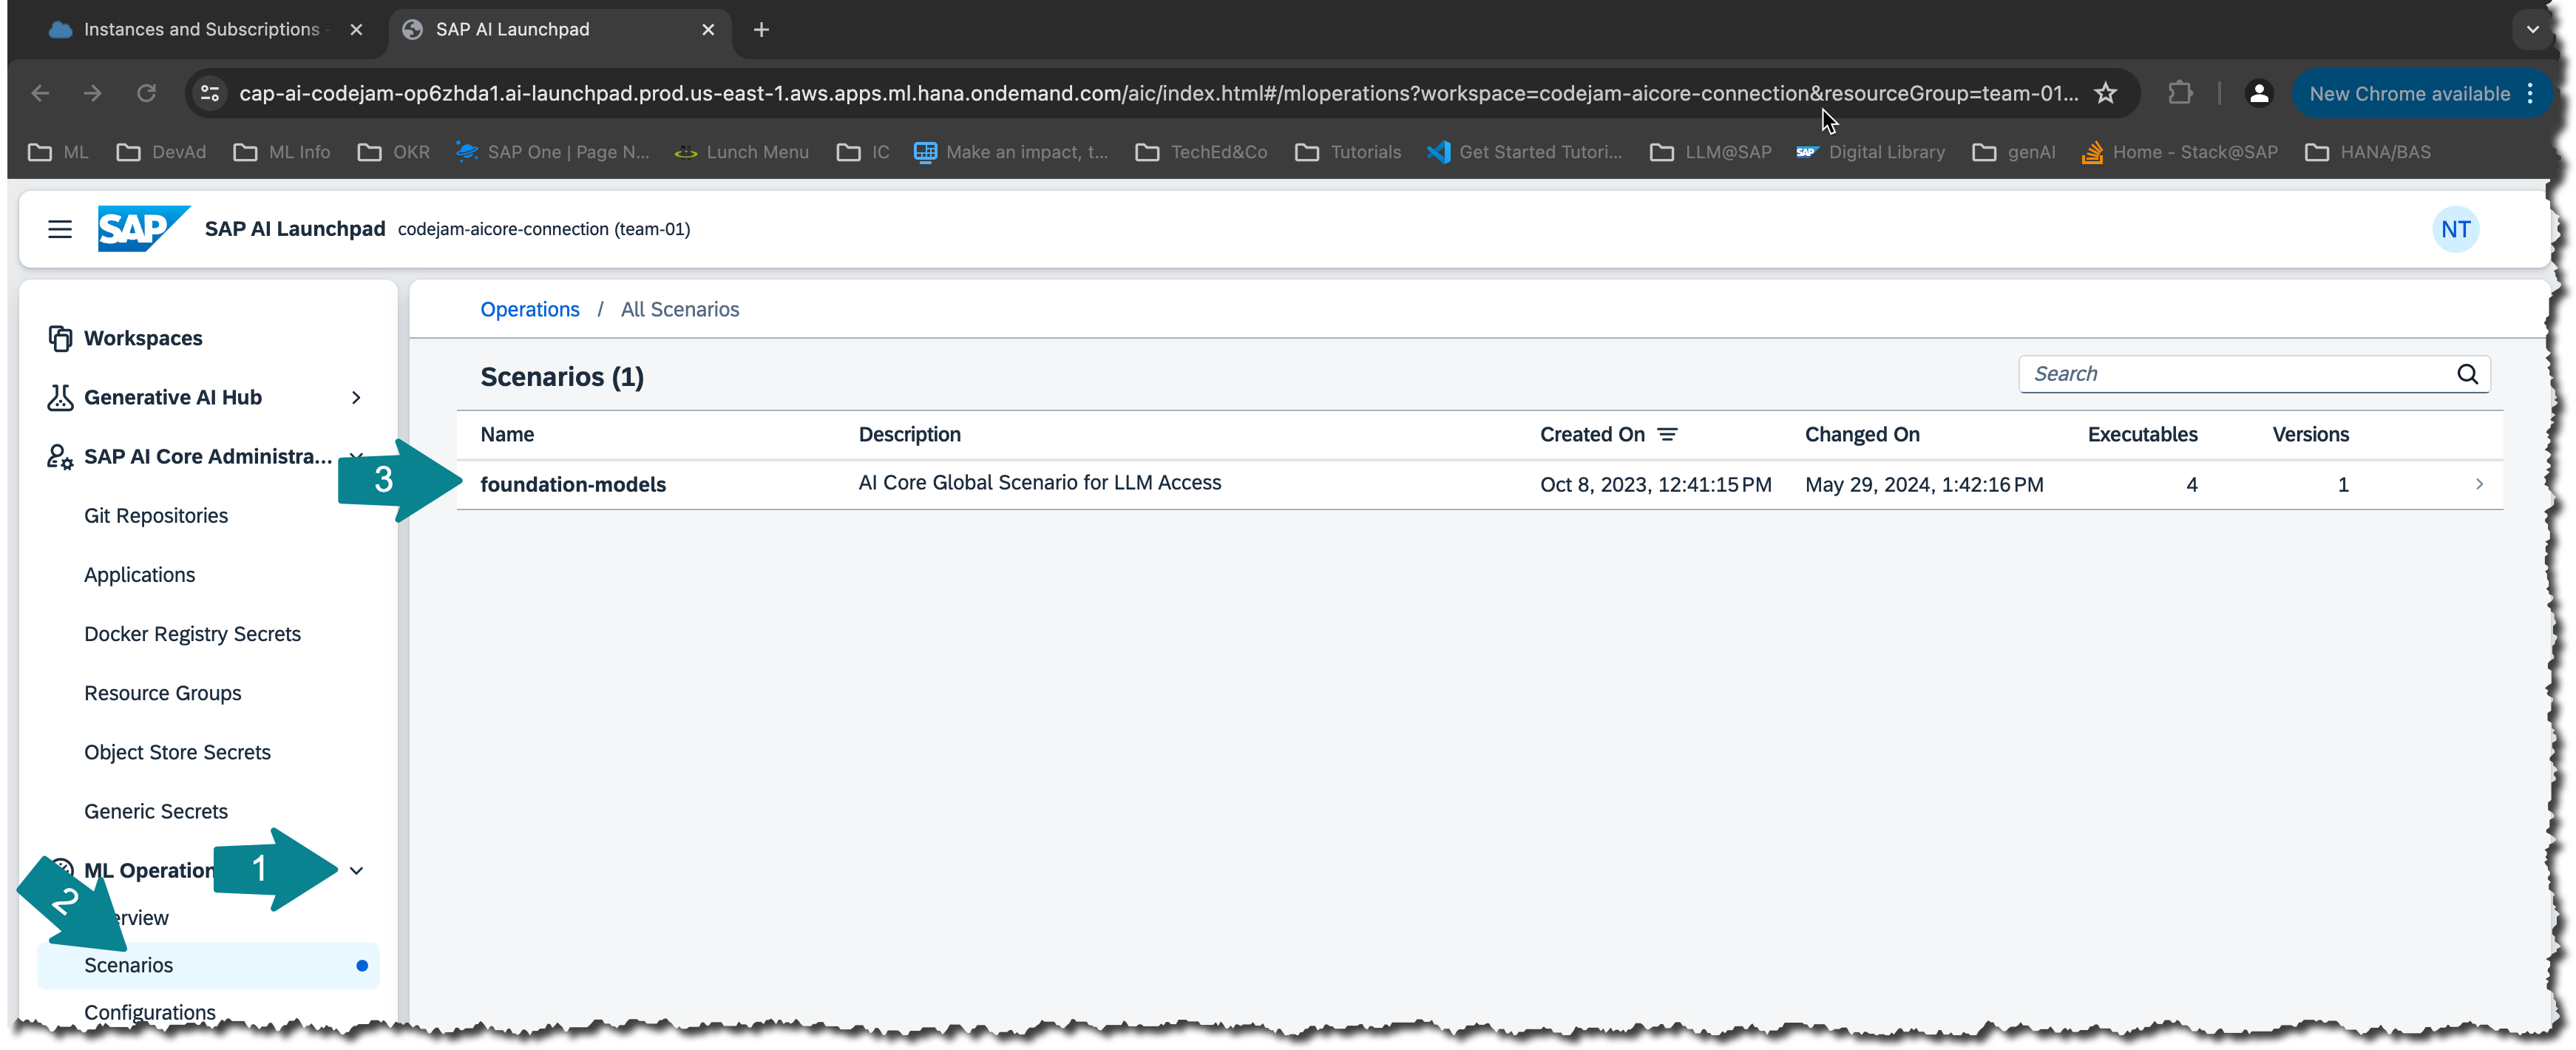 Instances and Subscriptions -
SAP AI Launchpad
cap-ai-codejam-op6zhda1.ai-launchpad.prod.us-east-1.aws.apps.ml.hana.ondemand.com/aic/index.html#/mloperations?workspace=codejam-aicore-connection&resourceGroup=team-01...
New Chrome available
ML DevAd ML Info OKR SAP One | Page N... Lunch Menu IC Make an impact, t... TechEd&Co Tutorials Get Started Tutori... LLM@SAP SAP Digital Library genAI Home - Stack@SAP HANA/BAS
SAP SAP AI Launchpad codejam-aicore-connection (team-01) NT
Workspaces
Generative AI Hub
SAP AI Core Administra...
Git Repositories
Applications
Docker Registry Secrets
Resource Groups
Object Store Secrets
Generic Secrets
ML Operation
1
2
erview
Scenarios
Configurations
Operations / All Scenarios
Scenarios (1)
Search
Name Description Created On Changed On Executables Versions
3
foundation-models AI Core Global Scenario for LLM Access Oct 8, 2023, 12:41:15 PM May 29, 2024, 1:42:16 PM 4 1